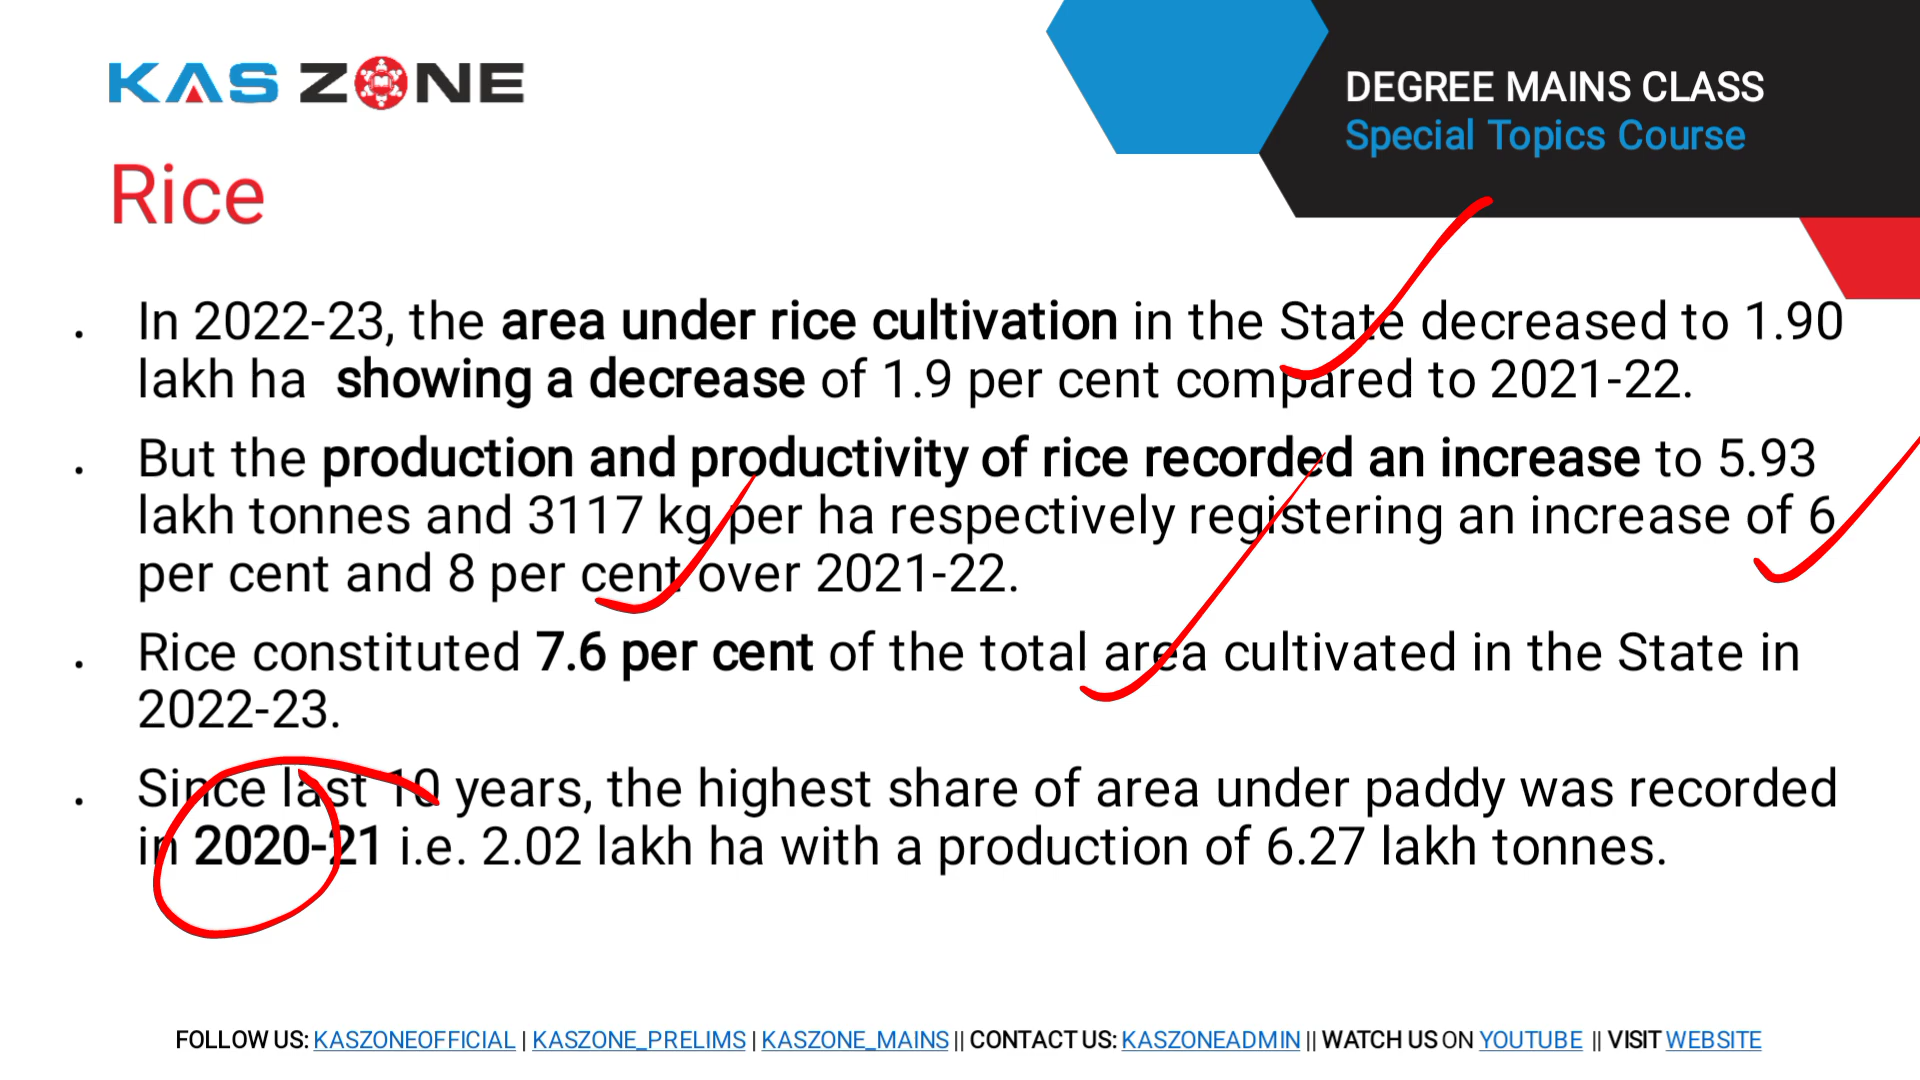 KAS ZONE
DEGREE MAINS CLASS
Special Topics Course
Rice
• In 2022-23, the area under rice cultivation in the State decreased to 1.90
lakh ha showing a decrease of 1.9 per cent compared to 2021-22.
• But the production and productivity of rice recorded an increase to 5.93
lakh tonnes and 3117 kg per ha respectively registering an increase of 6
per cent and 8 per cent over 2021-22.
• Rice constituted 7.6 per cent of the total area cultivated in the State in
2022-23.
• Since last 10 years, the highest share of area under paddy was recorded
in 2020-21 i.e. 2.02 lakh ha with a production of 6.27 lakh tonnes.
FOLLOW US: KASZONEOFFICIAL | KASZONE_PRELIMS | KASZONE_MAINS || CONTACT US: KASZONEADMIN || WATCH US ON YOUTUBE || VISIT WEBSITE